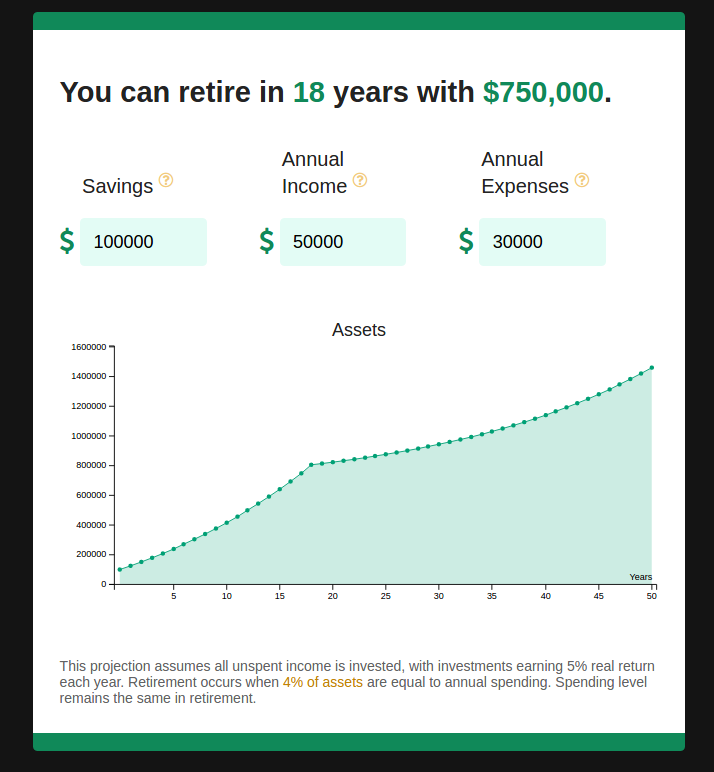 You can retire in 18 years with $750,000.
Savings ?
Annual
Income ?
Annual
Expenses ?
$ 100000
$ 50000
$ 30000
Assets
1600000
1400000
1200000
1000000
800000
600000
400000
200000
0
Years
5 10 15 20 25 30 35 40 45 50
This projection assumes all unspent income is invested, with investments earning 5% real return
each year. Retirement occurs when 4% of assets are equal to annual spending. Spending level
remains the same in retirement.